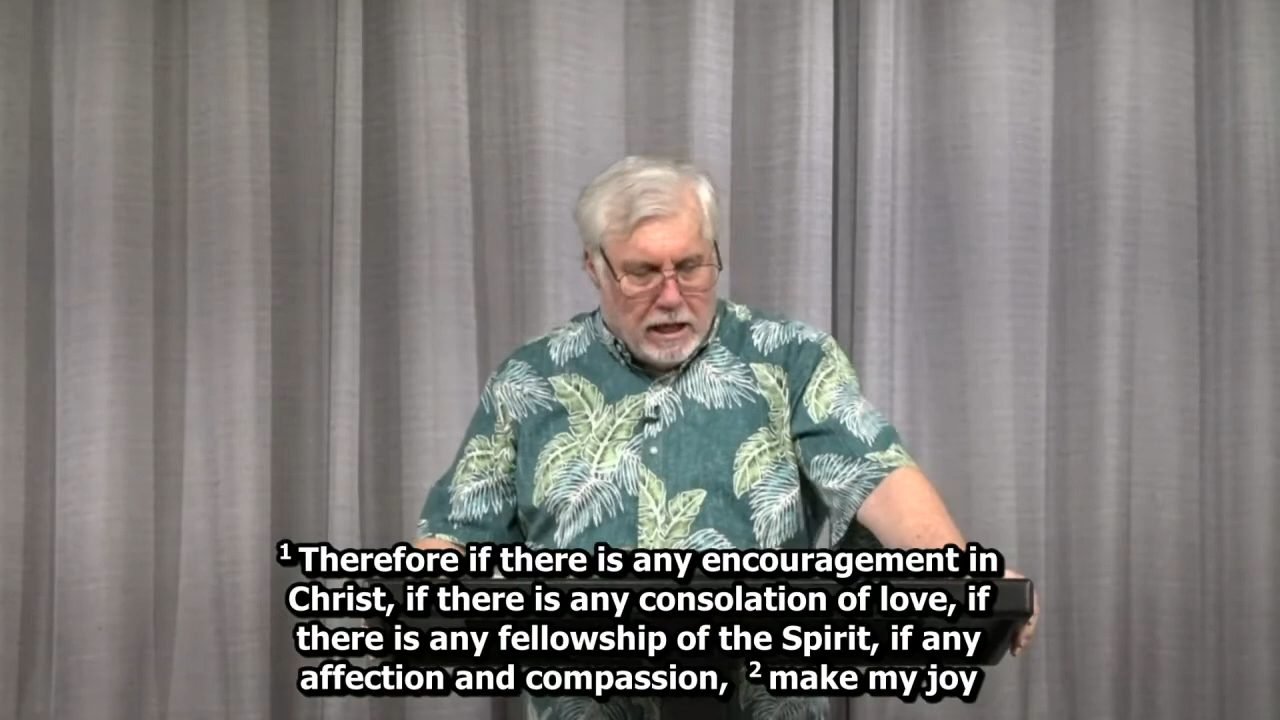 ¹ Therefore if there is any encouragement in
Christ, if there is any consolation of love, if
there is any fellowship of the Spirit, if any
affection and compassion, ² make my joy